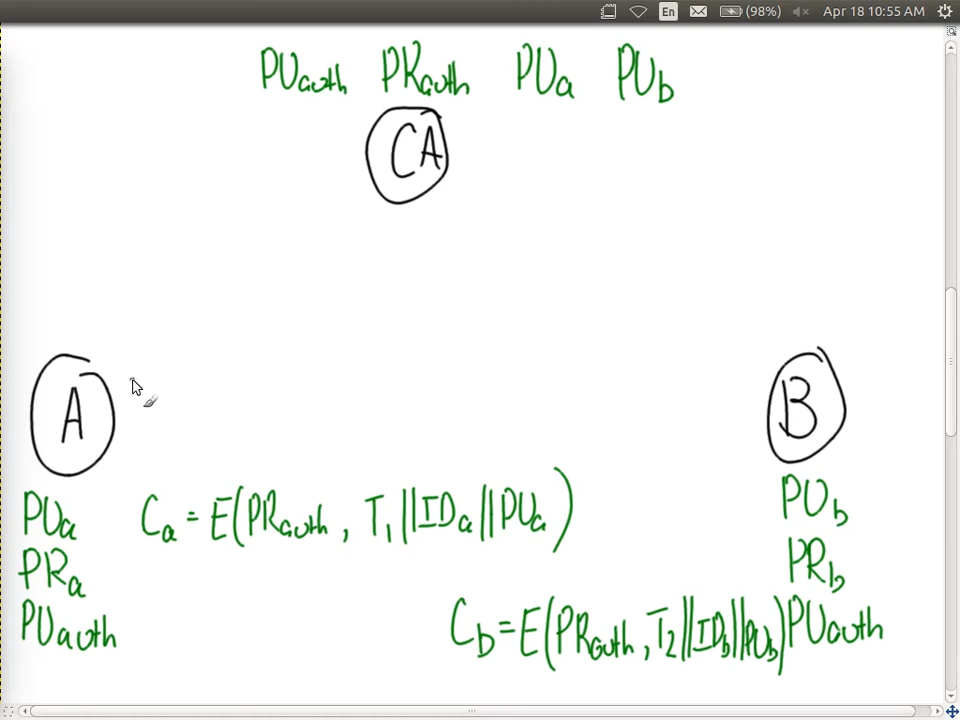 En (98%) Apr 18 10:55 AM
PUauth PRauth PUa PUb
CA
A
B
PUa
PRa
PUauth
Ca = E(PRauth, T1||IDa||PUa)
PUb
PRb
PUauth
Cb=E(PRauth, T2||IDb||PUb)